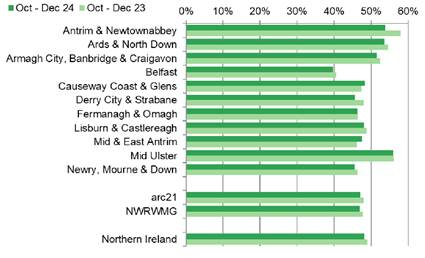 Oct - Dec 24 Oct - Dec 23
0% 10% 20% 30% 40% 50% 60%
Antrim & Newtownabbey
Ards & North Down
Armagh City, Banbridge & Craigavon
Belfast
Causeway Coast & Glens
Derry City & Strabane
Fermanagh & Omagh
Lisburn & Castlereagh
Mid & East Antrim
Mid Ulster
Newry, Mourne & Down
arc21
NWRWMG
Northern Ireland